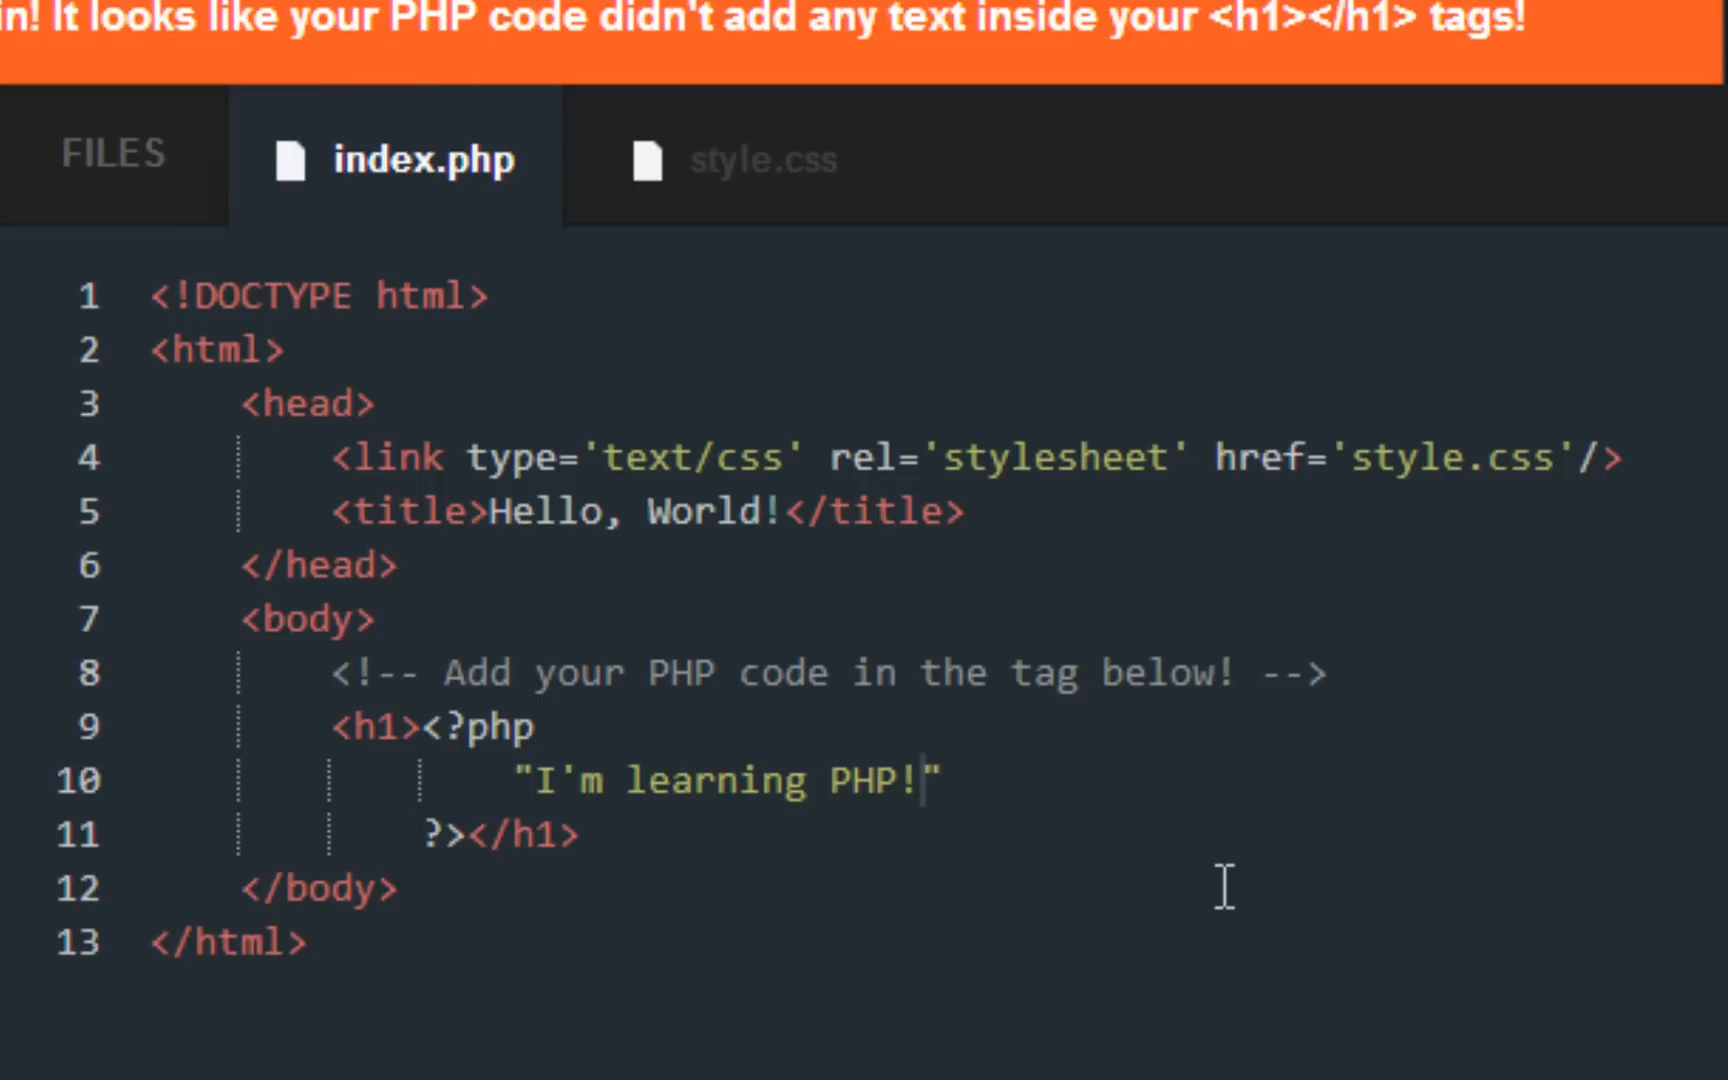 in! It looks like your PHP code didn't add any text inside your <h1></h1> tags!
FILES
index.php
style.css
1 <!DOCTYPE html>
2 <html>
3 <head>
4 <link type='text/css' rel='stylesheet' href='style.css'/>
5 <title>Hello, World!</title>
6 </head>
7 <body>
8 <!-- Add your PHP code in the tag below! -->
9 <h1><?php
10 "I'm learning PHP!"
11 ?></h1>
12 </body>
13 </html>